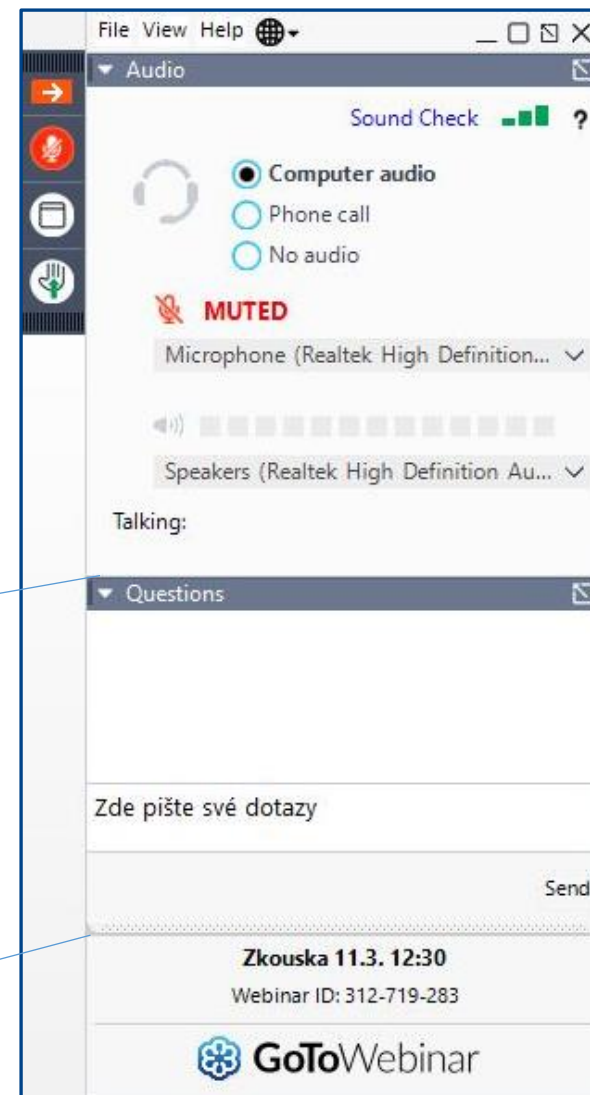 File View Help
Audio
Sound Check ?
Computer audio
Phone call
No audio
MUTED
Microphone (Realtek High Definition...
Speakers (Realtek High Definition Au...
Talking:
Questions
Zde pište své dotazy
Send
Zkouska 11.3. 12:30
Webinar ID: 312-719-283
GoToWebinar